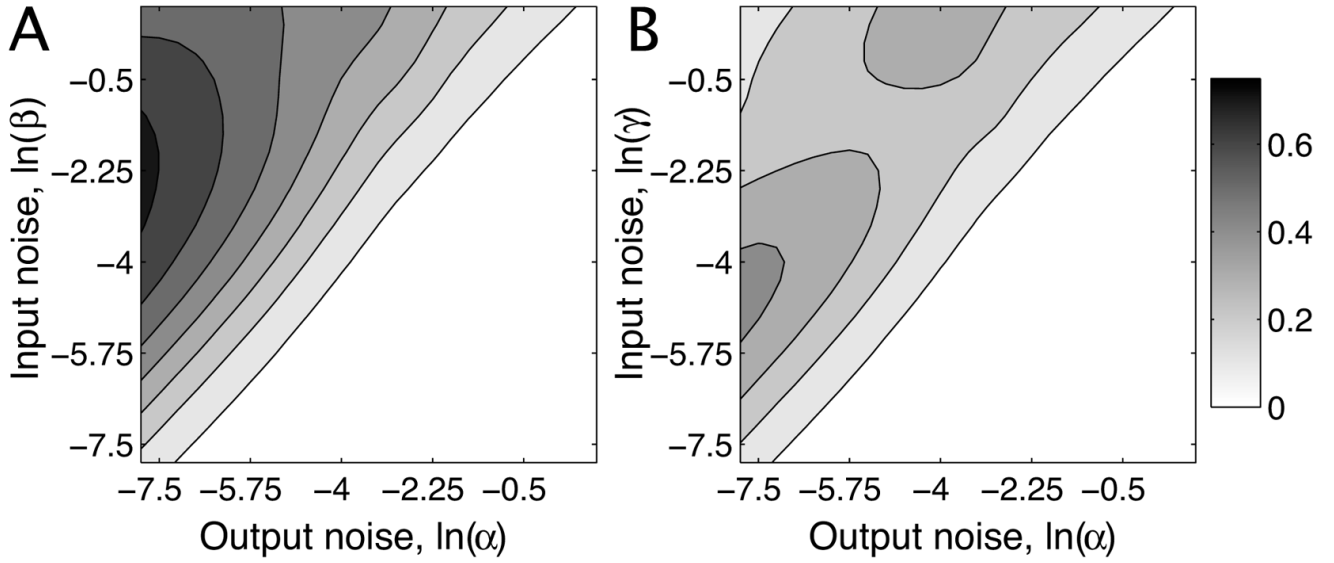 A
Input noise, ln(β)
−0.5
−2.25
−4
−5.75
−7.5
−7.5 −5.75 −4 −2.25 −0.5
Output noise, ln(α)
B
Input noise, ln(γ)
−0.5
−2.25
−4
−5.75
−7.5
−7.5 −5.75 −4 −2.25 −0.5
Output noise, ln(α)
0.6
0.4
0.2
0